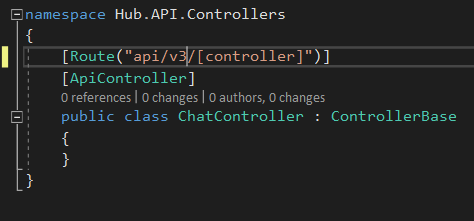 namespace Hub.API.Controllers
{
[Route("api/v3/[controller]")]
[ApiController]
0 references | 0 changes | 0 authors, 0 changes
public class ChatController : ControllerBase
{
}
}